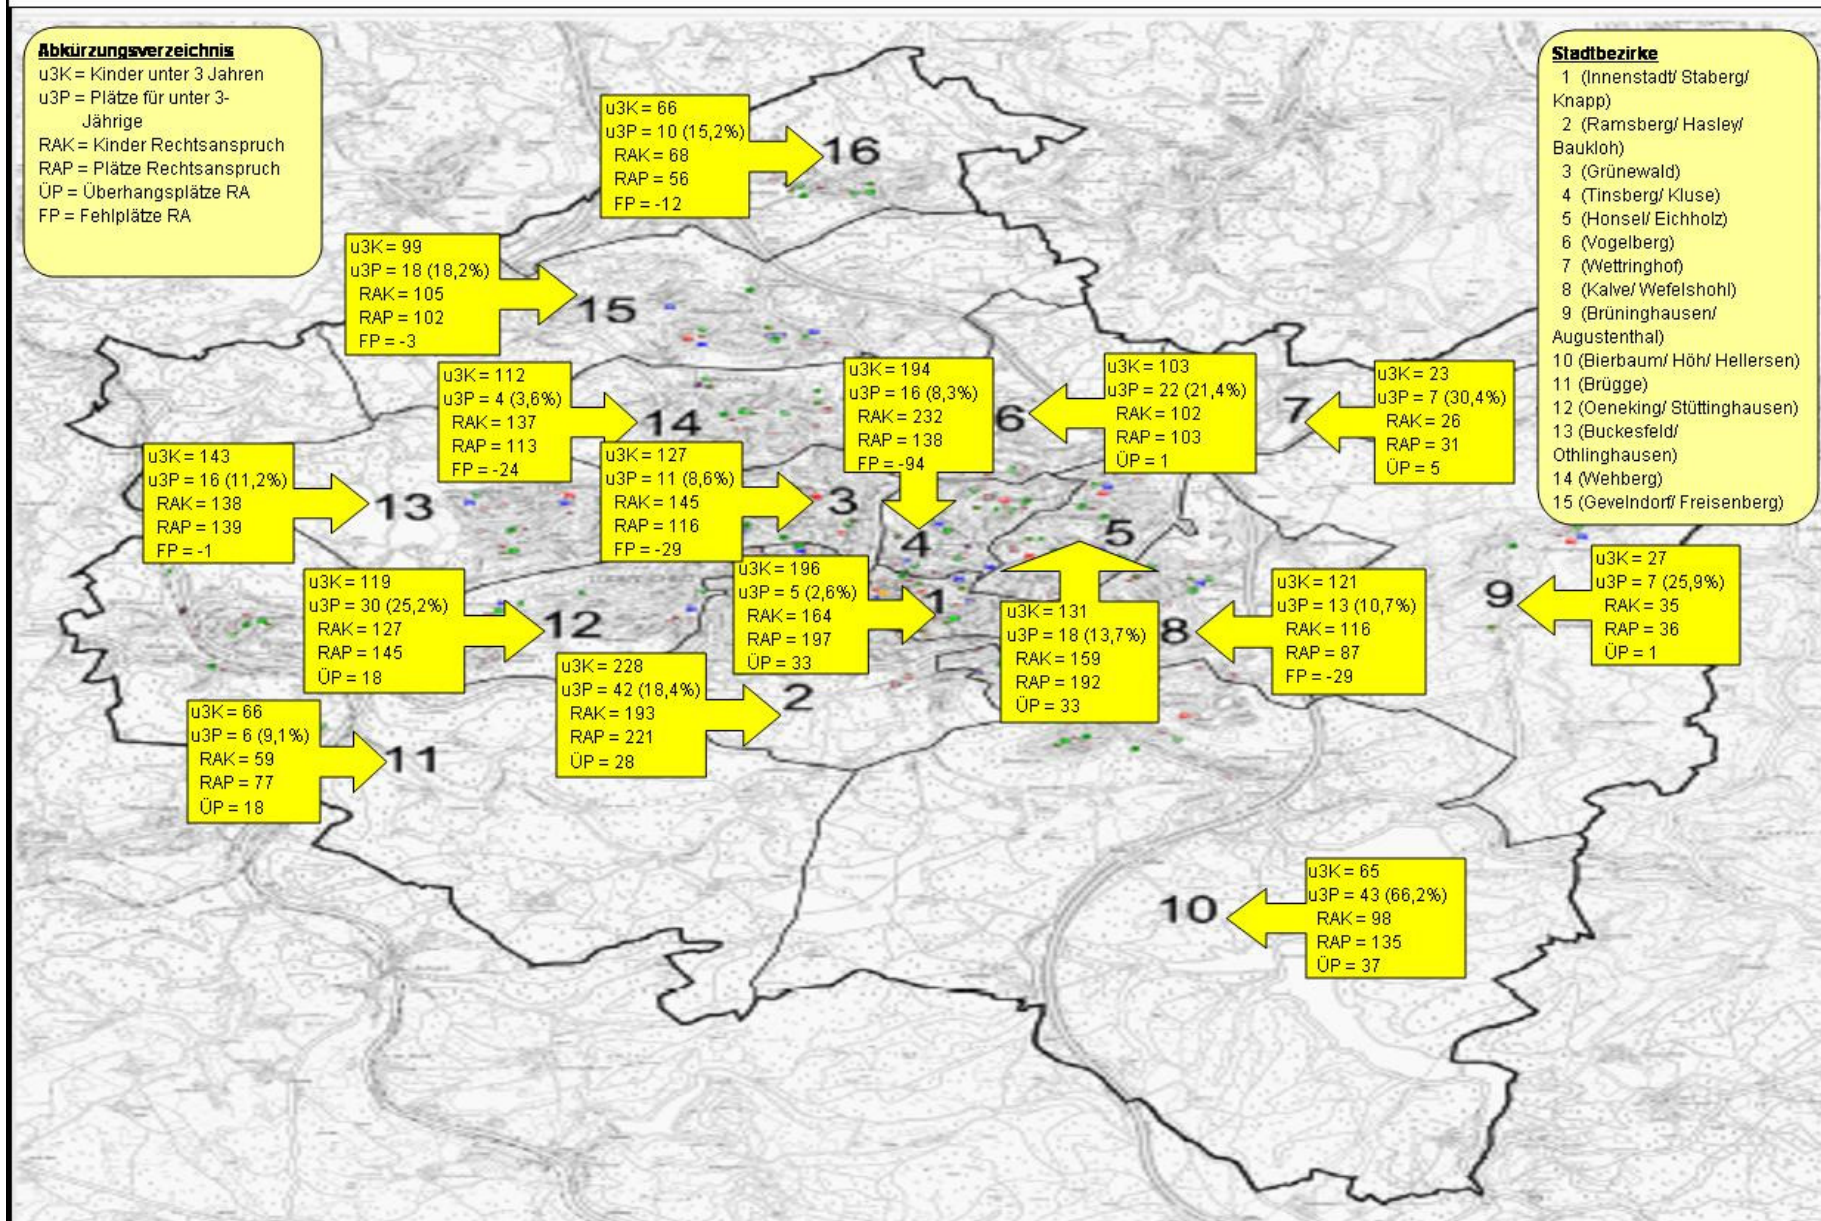 Abkürzungsverzeichnis
u3K = Kinder unter 3 Jahren
u3P = Plätze für unter 3-
Jährige
RAK = Kinder Rechtsanspruch
RAP = Plätze Rechtsanspruch
ÜP = Überhangsplätze RA
FP = Fehlplätze RA
Stadtbezirke
1 (Innenstadt/ Staberg/
Knapp)
2 (Ramsberg/ Hasley/
Baukloh)
3 (Grünewald)
4 (Tinsberg/ Kluse)
5 (Honsel/ Eichholz)
6 (Vogelberg)
7 (Wettringhof)
8 (Kalve/ Wefelshohl)
9 (Brüninghausen/
Augustenthal)
10 (Bierbaum/ Höh/ Hellersen)
11 (Brügge)
12 (Oeneking/ Stüttinghausen)
13 (Buckesfeld/
Othlinghausen)
14 (Wehberg)
15 (Gevelndorf/ Freisenberg)
u3K = 66
u3P = 10 (15,2%)
RAK = 68
RAP = 56
FP = -12
16
u3K = 99
u3P = 18 (18,2%)
RAK = 105
RAP = 102
FP = -3
15
u3K = 112
u3P = 4 (3,6%)
RAK = 137
RAP = 113
FP = -24
14
u3K = 194
u3P = 16 (8,3%)
RAK = 232
RAP = 138
FP = -94
4
u3K = 103
u3P = 22 (21,4%)
RAK = 102
RAP = 103
ÜP = 1
6
u3K = 23
u3P = 7 (30,4%)
RAK = 26
RAP = 31
ÜP = 5
7
u3K = 143
u3P = 16 (11,2%)
RAK = 138
RAP = 139
FP = -1
13
u3K = 127
u3P = 11 (8,6%)
RAK = 145
RAP = 116
FP = -29
3
u3K = 119
u3P = 30 (25,2%)
RAK = 127
RAP = 145
ÜP = 18
12
u3K = 196
u3P = 5 (2,6%)
RAK = 164
RAP = 197
ÜP = 33
1
u3K = 131
u3P = 18 (13,7%)
RAK = 159
RAP = 192
ÜP = 33
5
u3K = 121
u3P = 13 (10,7%)
RAK = 116
RAP = 87
FP = -29
8
u3K = 27
u3P = 7 (25,9%)
RAK = 35
RAP = 36
ÜP = 1
9
u3K = 228
u3P = 42 (18,4%)
RAK = 193
RAP = 221
ÜP = 28
2
u3K = 66
u3P = 6 (9,1%)
RAK = 59
RAP = 77
ÜP = 18
11
u3K = 65
u3P = 43 (66,2%)
RAK = 98
RAP = 135
ÜP = 37
10